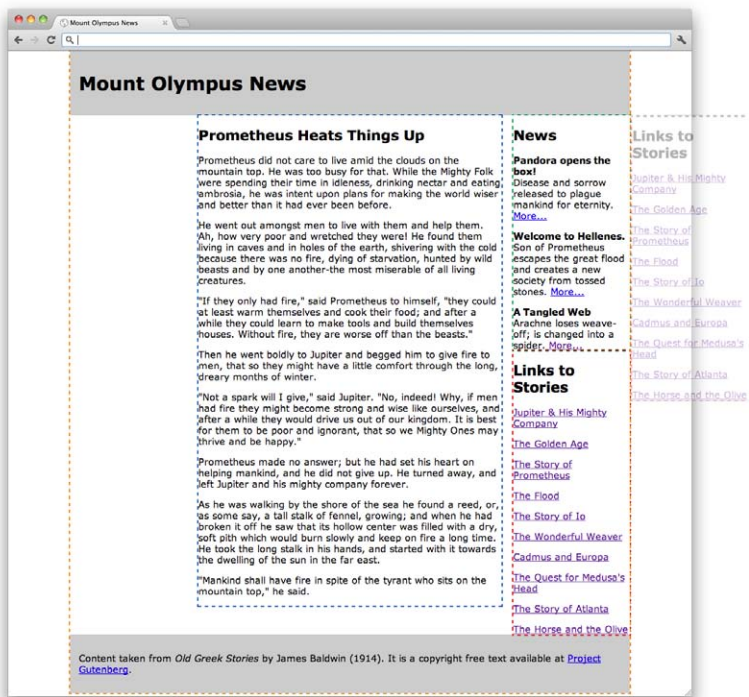 Mount Olympus News
Mount Olympus News
Prometheus Heats Things Up
Prometheus did not care to live amid the clouds on the
mountain top. He was too busy for that. While the Mighty Folk
were spending their time in idleness, drinking nectar and eating
ambrosia, he was intent upon plans for making the world wiser
and better than it had ever been before.
He went out amongst men to live with them and help them.
Ah, how very poor and wretched they were! He found them
living in caves and in holes of the earth, shivering with the cold
because there was no fire, dying of starvation, hunted by wild
beasts and by one another-the most miserable of all living
creatures.
"If they only had fire," said Prometheus to himself, "they could
at least warm themselves and cook their food; and after a
while they could learn to make tools and build themselves
houses. Without fire, they are worse off than the beasts."
Then he went boldly to Jupiter and begged him to give fire to
men, that so they might have a little comfort through the long,
dreary months of winter.
"Not a spark will I give," said Jupiter. "No, indeed! Why, if men
had fire they might become strong and wise like ourselves, and
after a while they would drive us out of our kingdom. It is best
for them to be poor and ignorant, that so we Mighty Ones may
thrive and be happy."
Prometheus made no answer; but he had set his heart on
helping mankind, and he did not give up. He turned away, and
left Jupiter and his mighty company forever.
As he was walking by the shore of the sea he found a reed, or,
as some say, a tall stalk of fennel, growing; and when he had
broken it off he saw that its hollow center was filled with a dry,
soft pith which would burn slowly and keep on fire a long time.
He took the long stalk in his hands, and started with it towards
the dwelling of the sun in the far east.
"Mankind shall have fire in spite of the tyrant who sits on the
mountain top," he said.
News
Pandora opens the
box!
Disease and sorrow
released to plague
mankind for eternity.
More...
Welcome to Hellenes.
Son of Prometheus
escapes the great flood
and creates a new
society from tossed
stones. More...
A Tangled Web
Arachne loses weave-
off; is changed into a
spider. More...
Links to
Stories
Jupiter & His Mighty
Company
The Golden Age
The Story of
Prometheus
The Flood
The Story of Io
The Wonderful Weaver
Cadmus and Europa
The Quest for Medusa's
Head
The Story of Atlanta
The Horse and the Olive
Links to
Stories
Jupiter & His Mighty
Company
The Golden Age
The Story of
Prometheus
The Flood
The Story of Io
The Wonderful Weaver
Cadmus and Europa
The Quest for Medusa's
Head
The Story of Atlanta
The Horse and the Olive
Content taken from Old Greek Stories by James Baldwin (1914). It is a copyright free text available at Project
Gutenberg.